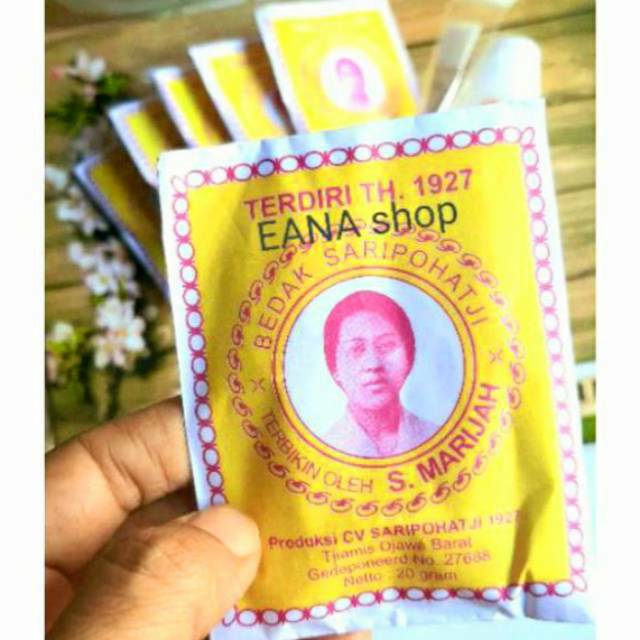 TERDIRI TH. 1927
EANA shop
BEDAK SARIPOHATJI
TERBIKIN OLEH S. MARIJAH
Produksi CV SARIPOHATJI 1927
Tjiamis Djawa Barat
Gedeponeerd No. 27688
Netto : 20 gram